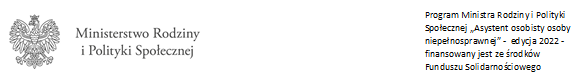 Ministerstwo Rodziny
i Polityki Społecznej
Program Ministra Rodziny i Polityki
Społecznej „Asystent osobisty osoby
niepełnosprawnej” - edycja 2022 -
finansowany jest ze środków
Funduszu Solidarnościowego